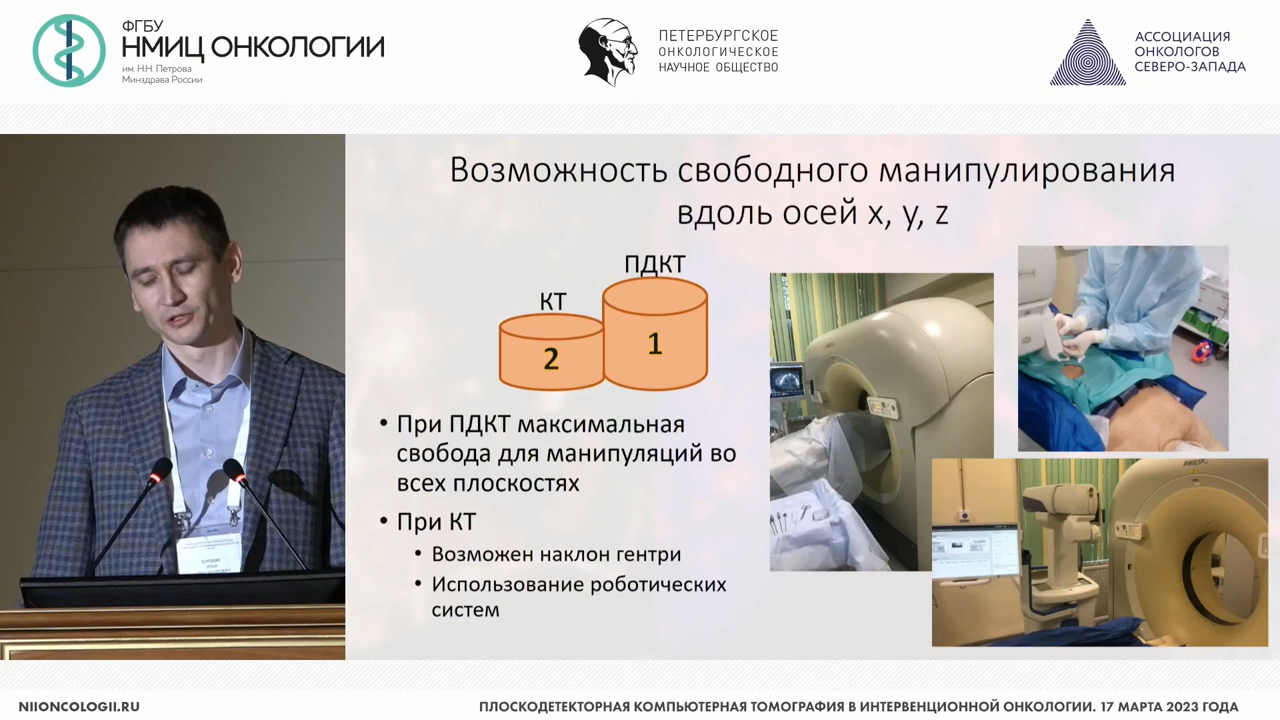 ФГБУ
НМИЦ ОНКОЛОГИИ
им. Н.Н. Петрова
Минздрава России
ПЕТЕРБУРГСКОЕ
ОНКОЛОГИЧЕСКОЕ
НАУЧНОЕ ОБЩЕСТВО
АССОЦИАЦИЯ
ОНКОЛОГОВ
СЕВЕРО-ЗАПАДА
Возможность свободного манипулирования
вдоль осей x, y, z
ПДКТ
КТ
1
2
• При ПДКТ максимальная
свобода для манипуляций во
всех плоскостях
• При КТ
• Возможен наклон гентри
• Использование роботических
систем
PHILIPS
NIIONCOLOGII.RU
ПЛОСКОДЕТЕКТОРНАЯ КОМПЬЮТЕРНАЯ ТОМОГРАФИЯ В ИНТЕРВЕНЦИОННОЙ ОНКОЛОГИИ. 17 МАРТА 2023 ГОДА